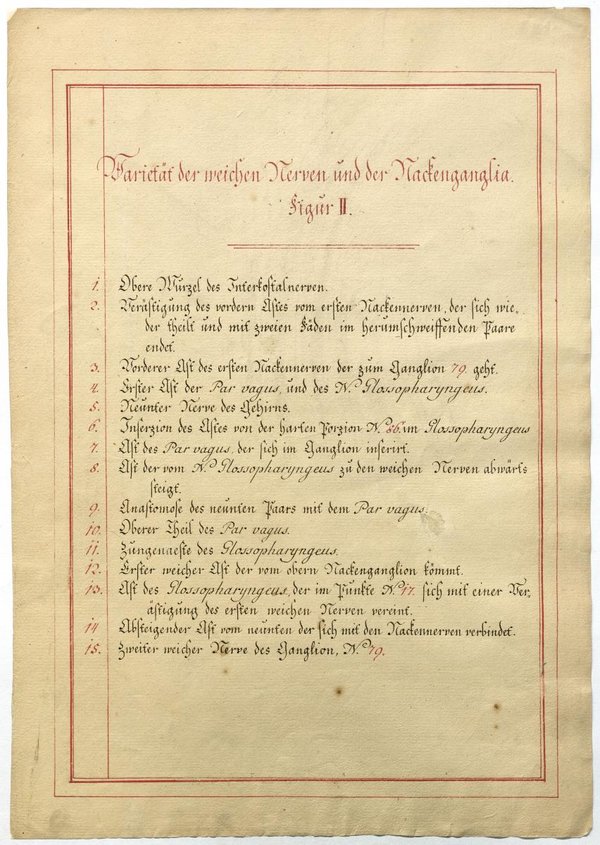 Varietät der weichen Nerven und der Nackenganglia.
Figur II.
1. Obere Wurzel des Interkostalnerven.
2. Verästigung des vordern Astes vom ersten Nackennerven, der sich wie,
der theilt und mit zweien Fäden im herumschweiffenden Paare
endet.
3. Vorderer Ast des ersten Nackennerven der zum Ganglion 79. geht.
4. Erster Ast der Par vagus, und des N.º Glossopharyngeus.
5. Neunter Nerve des Gehirns.
6. Inserzion des Astes von der harten Porzion N.º 56. im Glossopharyngeus
7. Ast des Par vagus, der sich im Ganglion inserirt.
8. Ast der vom N.º Glossopharyngeus zu den weichen Nerven abwärts
steigt.
9. Anastomose des neunten Paars mit dem Par vagus.
10. Oberer Theil des Par vagus.
11. Zungenaeste des Glossopharyngeus.
12. Erster weicher Ast der vom obern Nackenganglion kömmt.
13. Ast des Glossopharyngeus, der im Punkte N.º 17. sich mit einer Ver,
ästigung des ersten weichen Nerven vereint.
14 Absteigender Ast vom neunten der sich mit den Nackennerven verbindet.
15. Zweiter weicher Nerve des Ganglion, N.º 79.